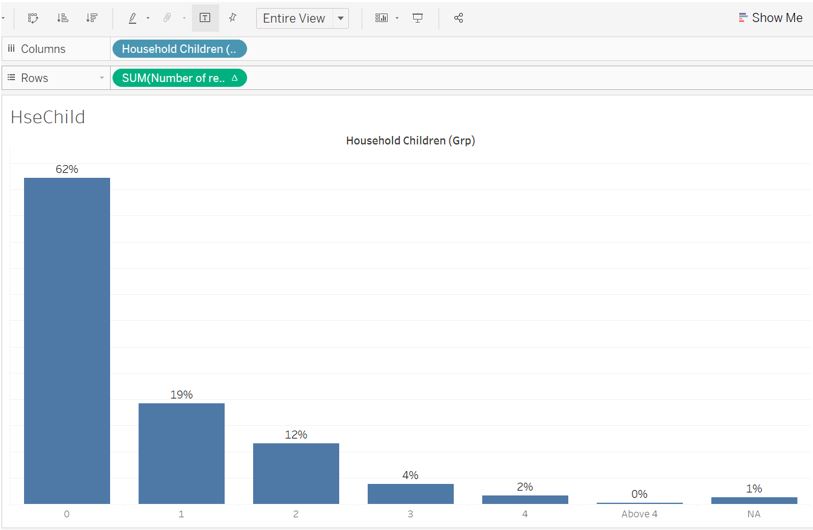 Entire View
Show Me
Columns
Household Children (..
Rows
SUM(Number of re.. Δ
HseChild
Household Children (Grp)
62%
19%
12%
4%
2%
0%
1%
0 1 2 3 4 Above 4 NA